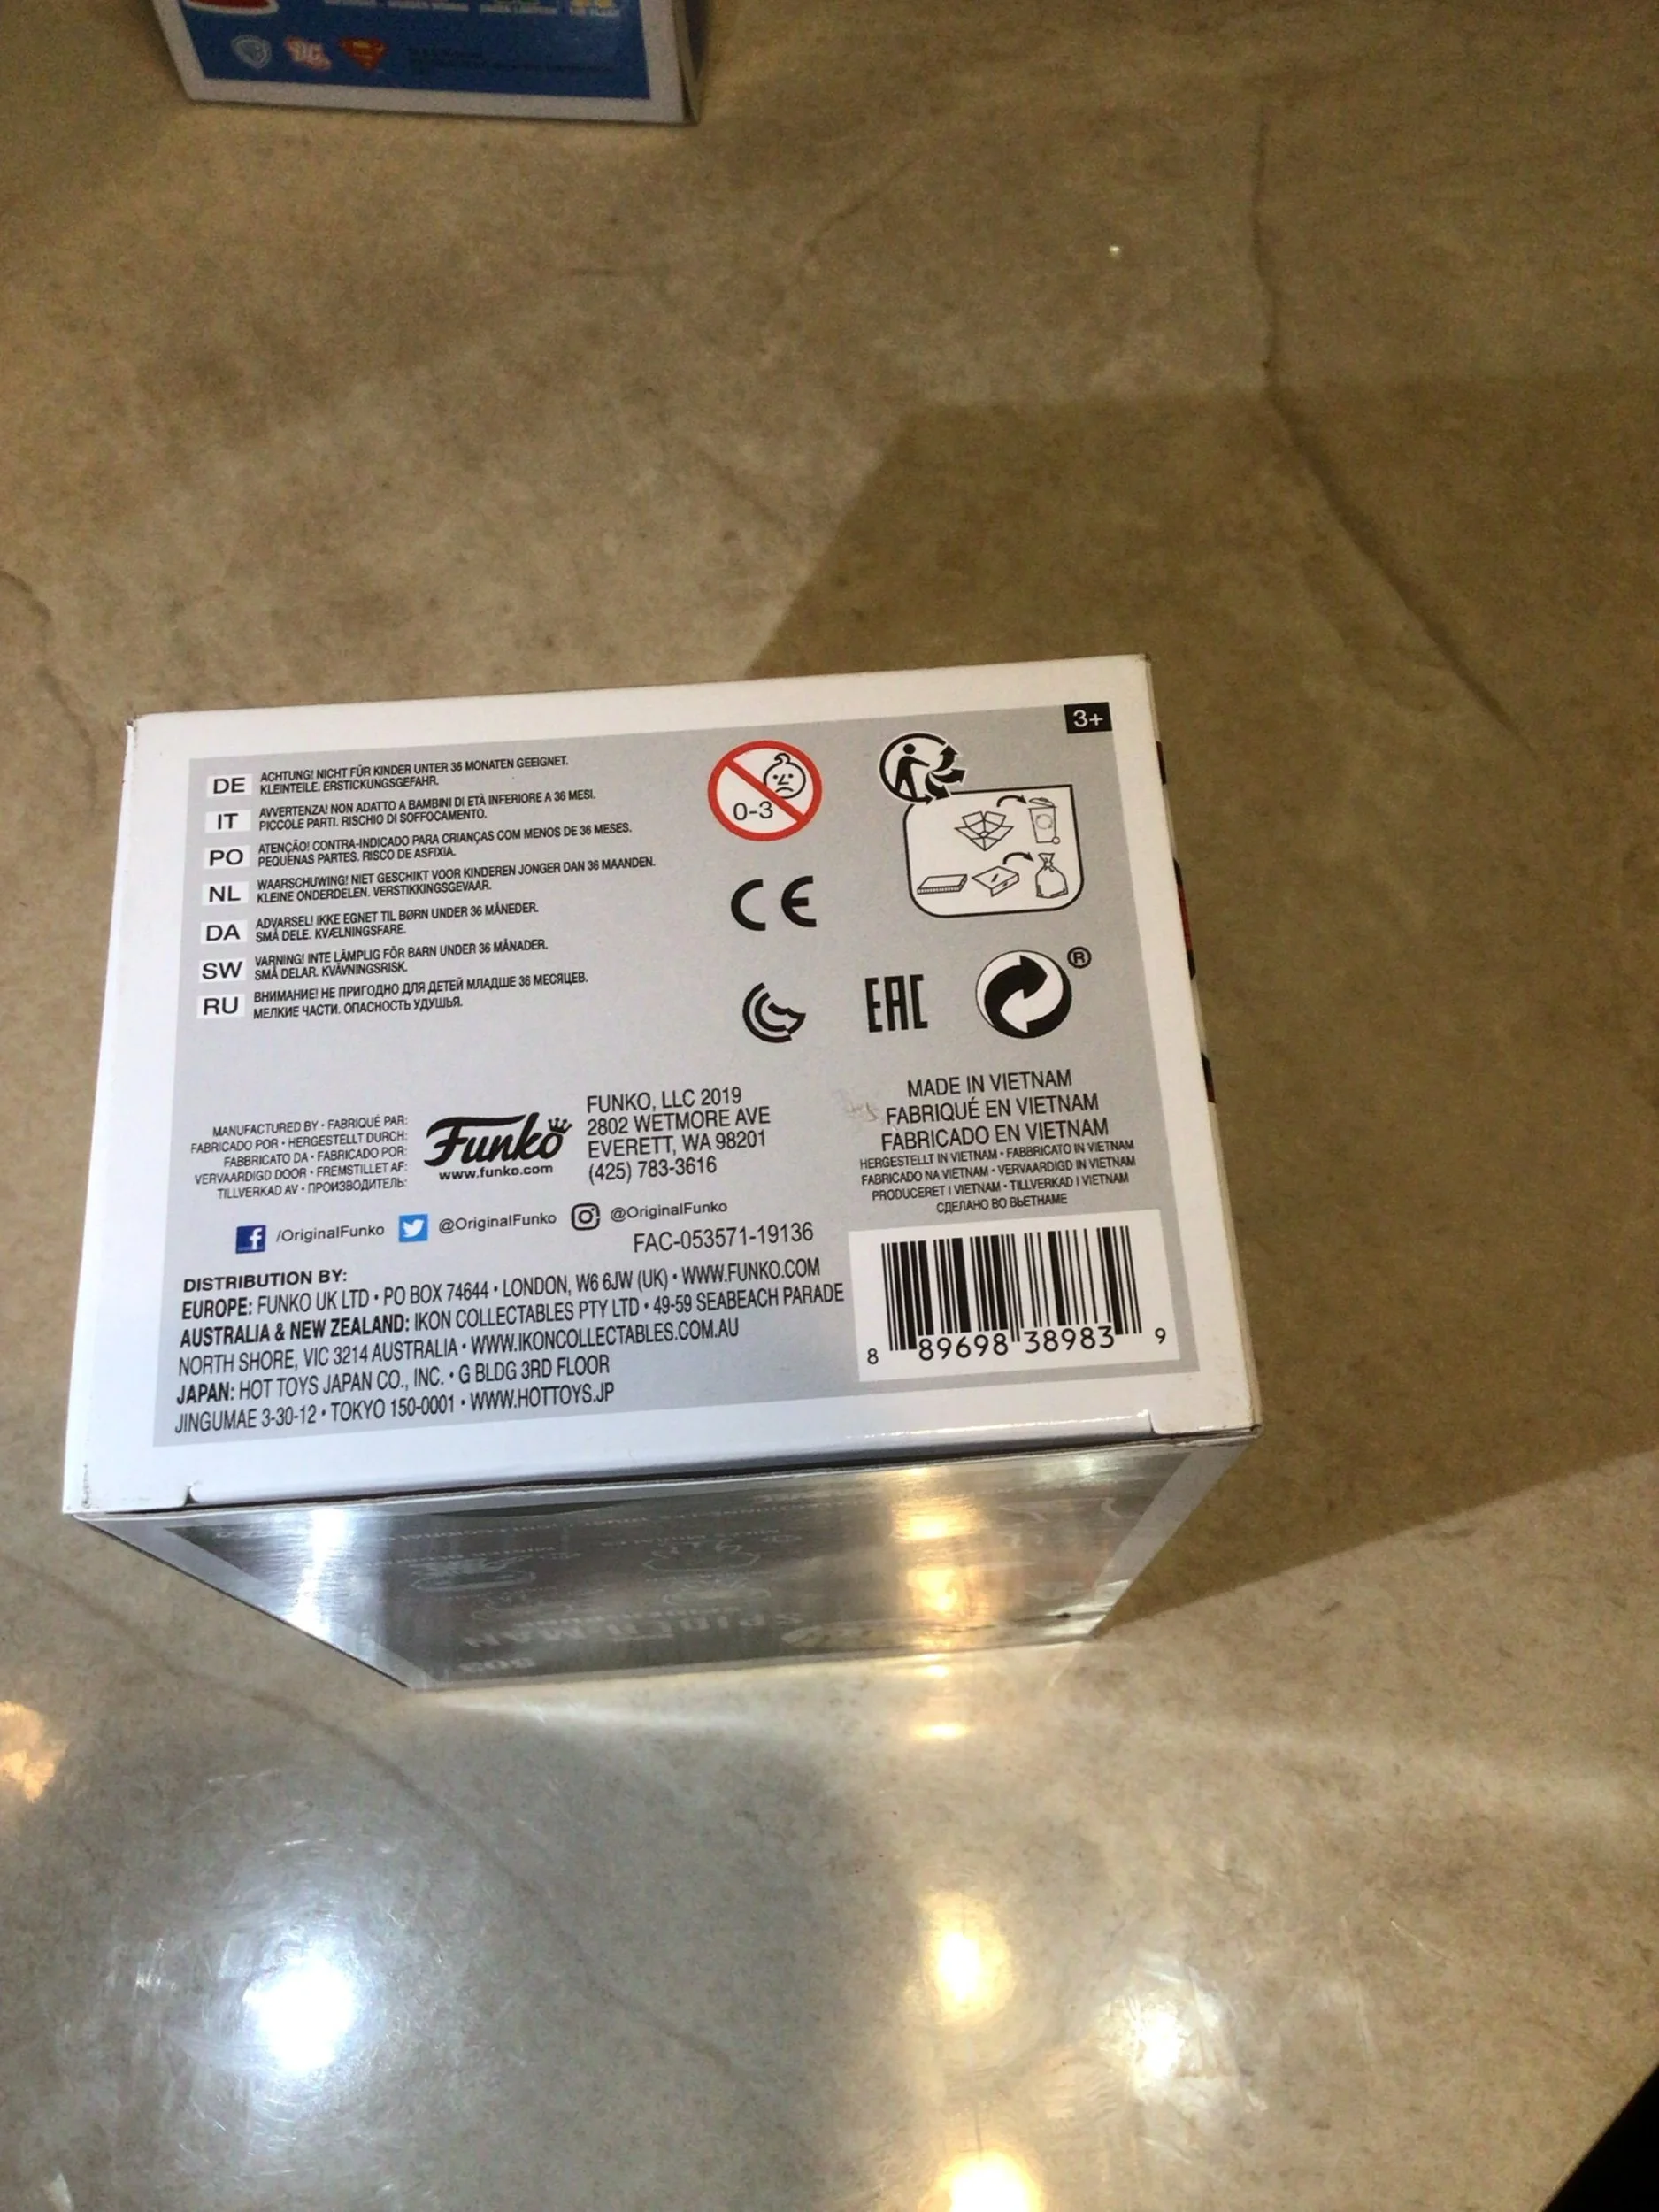 3+
DE ACHTUNG! NICHT FÜR KINDER UNTER 36 MONATEN GEEIGNET.
KLEINTEILE. ERSTICKUNGSGEFAHR.
IT AVVERTENZA! NON ADATTO A BAMBINI DI ETÀ INFERIORE A 36 MESI.
PICCOLE PARTI. RISCHIO DI SOFFOCAMENTO.
PO ATENÇÃO! CONTRA-INDICADO PARA CRIANÇAS COM MENOS DE 36 MESES.
PEQUENAS PARTES. RISCO DE ASFIXIA.
NL WAARSCHUWING! NIET GESCHIKT VOOR KINDEREN JONGER DAN 36 MAANDEN.
KLEINE ONDERDELEN. VERSTIKKINGSGEVAAR.
DA ADVARSEL! IKKE EGNET TIL BØRN UNDER 36 MÅNEDER.
SMÅ DELE. KVÆLNINGSFARE.
SW VARNING! INTE LÄMPLIG FÖR BARN UNDER 36 MÅNADER.
SMÅ DELAR. KVÄVNINGSRISK.
RU ВНИМАНИЕ! НЕ ПРИГОДНО ДЛЯ ДЕТЕЙ МЛАДШЕ 36 МЕСЯЦЕВ.
МЕЛКИЕ ЧАСТИ. ОПАСНОСТЬ УДУШЬЯ.
0-3
CE
EAC
®
MANUFACTURED BY • FABRIQUÉ PAR:
FABRICADO POR • HERGESTELLT DURCH:
FABBRICATO DA • FABRICADO POR:
VERVAARDIGD DOOR • FREMSTILLET AF:
TILLVERKAD AV • ПРОИЗВОДИТЕЛЬ:
Funko
www.funko.com
FUNKO, LLC 2019
2802 WETMORE AVE
EVERETT, WA 98201
(425) 783-3616
MADE IN VIETNAM
FABRIQUÉ EN VIETNAM
FABRICADO EN VIETNAM
HERGESTELLT IN VIETNAM • FABBRICATO IN VIETNAM
FABRICADO NA VIETNAM • VERVAARDIGD IN VIETNAM
PRODUCERET I VIETNAM • TILLVERKAD I VIETNAM
СДЕЛАНО ВО ВЬЕТНАМЕ
/OriginalFunko @OriginalFunko @OriginalFunko
FAC-053571-19136
DISTRIBUTION BY:
EUROPE: FUNKO UK LTD • PO BOX 74644 • LONDON, W6 6JW (UK) • WWW.FUNKO.COM
AUSTRALIA & NEW ZEALAND: IKON COLLECTABLES PTY LTD • 49-59 SEABEACH PARADE
NORTH SHORE, VIC 3214 AUSTRALIA • WWW.IKONCOLLECTABLES.COM.AU
JAPAN: HOT TOYS JAPAN CO., INC. • G BLDG 3RD FLOOR
JINGUMAE 3-30-12 • TOKYO 150-0001 • WWW.HOTTOYS.JP
8 89698 38983 9
SPIDER-MAN